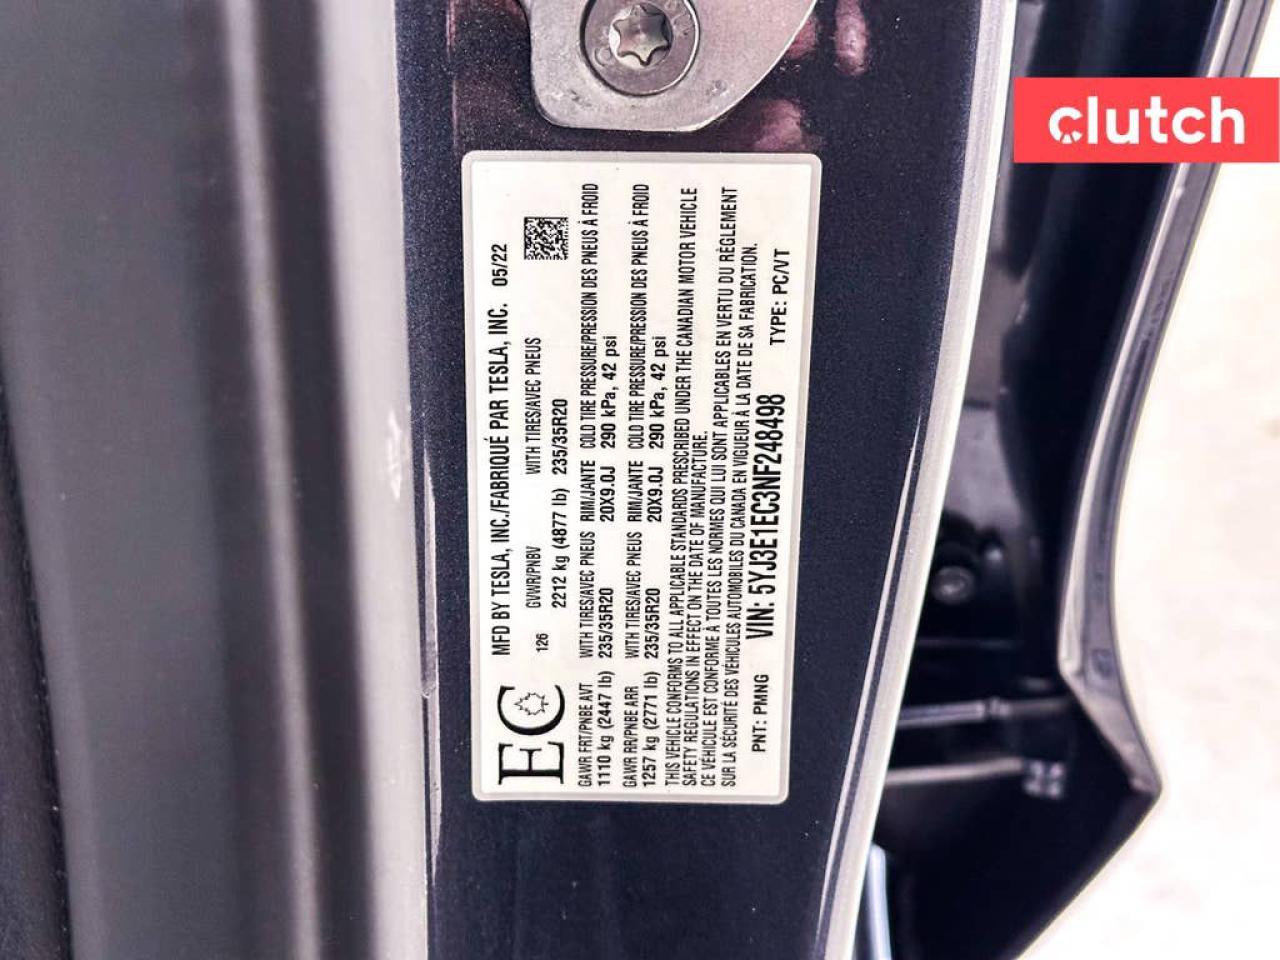 clutch
MFD BY TESLA, INC./FABRIQUÉ PAR TESLA, INC. 05/22
EC
126
GVWR/PNBV WITH TIRES/AVEC PNEUS
2212 kg (4877 lb) 235/35R20
GAWR FRT/PNBE AVT WITH TIRES/AVEC PNEUS RIM/JANTE COLD TIRE PRESSURE/PRESSION DES PNEUS À FROID
1110 kg (2447 lb) 235/35R20 20X9.0J 290 kPa, 42 psi
GAWR RR/PNBE ARR WITH TIRES/AVEC PNEUS RIM/JANTE COLD TIRE PRESSURE/PRESSION DES PNEUS À FROID
1257 kg (2771 lb) 235/35R20 20X9.0J 290 kPa, 42 psi
THIS VEHICLE CONFORMS TO ALL APPLICABLE STANDARDS PRESCRIBED UNDER THE CANADIAN MOTOR VEHICLE
SAFETY REGULATIONS IN EFFECT ON THE DATE OF MANUFACTURE.
CE VÉHICULE EST CONFORME À TOUTES LES NORMES QUI LUI SONT APPLICABLES EN VERTU DU RÈGLEMENT
SUR LA SÉCURITÉ DES VÉHICULES AUTOMOBILES DU CANADA EN VIGUEUR À LA DATE DE SA FABRICATION.
PNT: PMNG VIN: 5YJ3E1EC3NF248498 TYPE: PC/VT